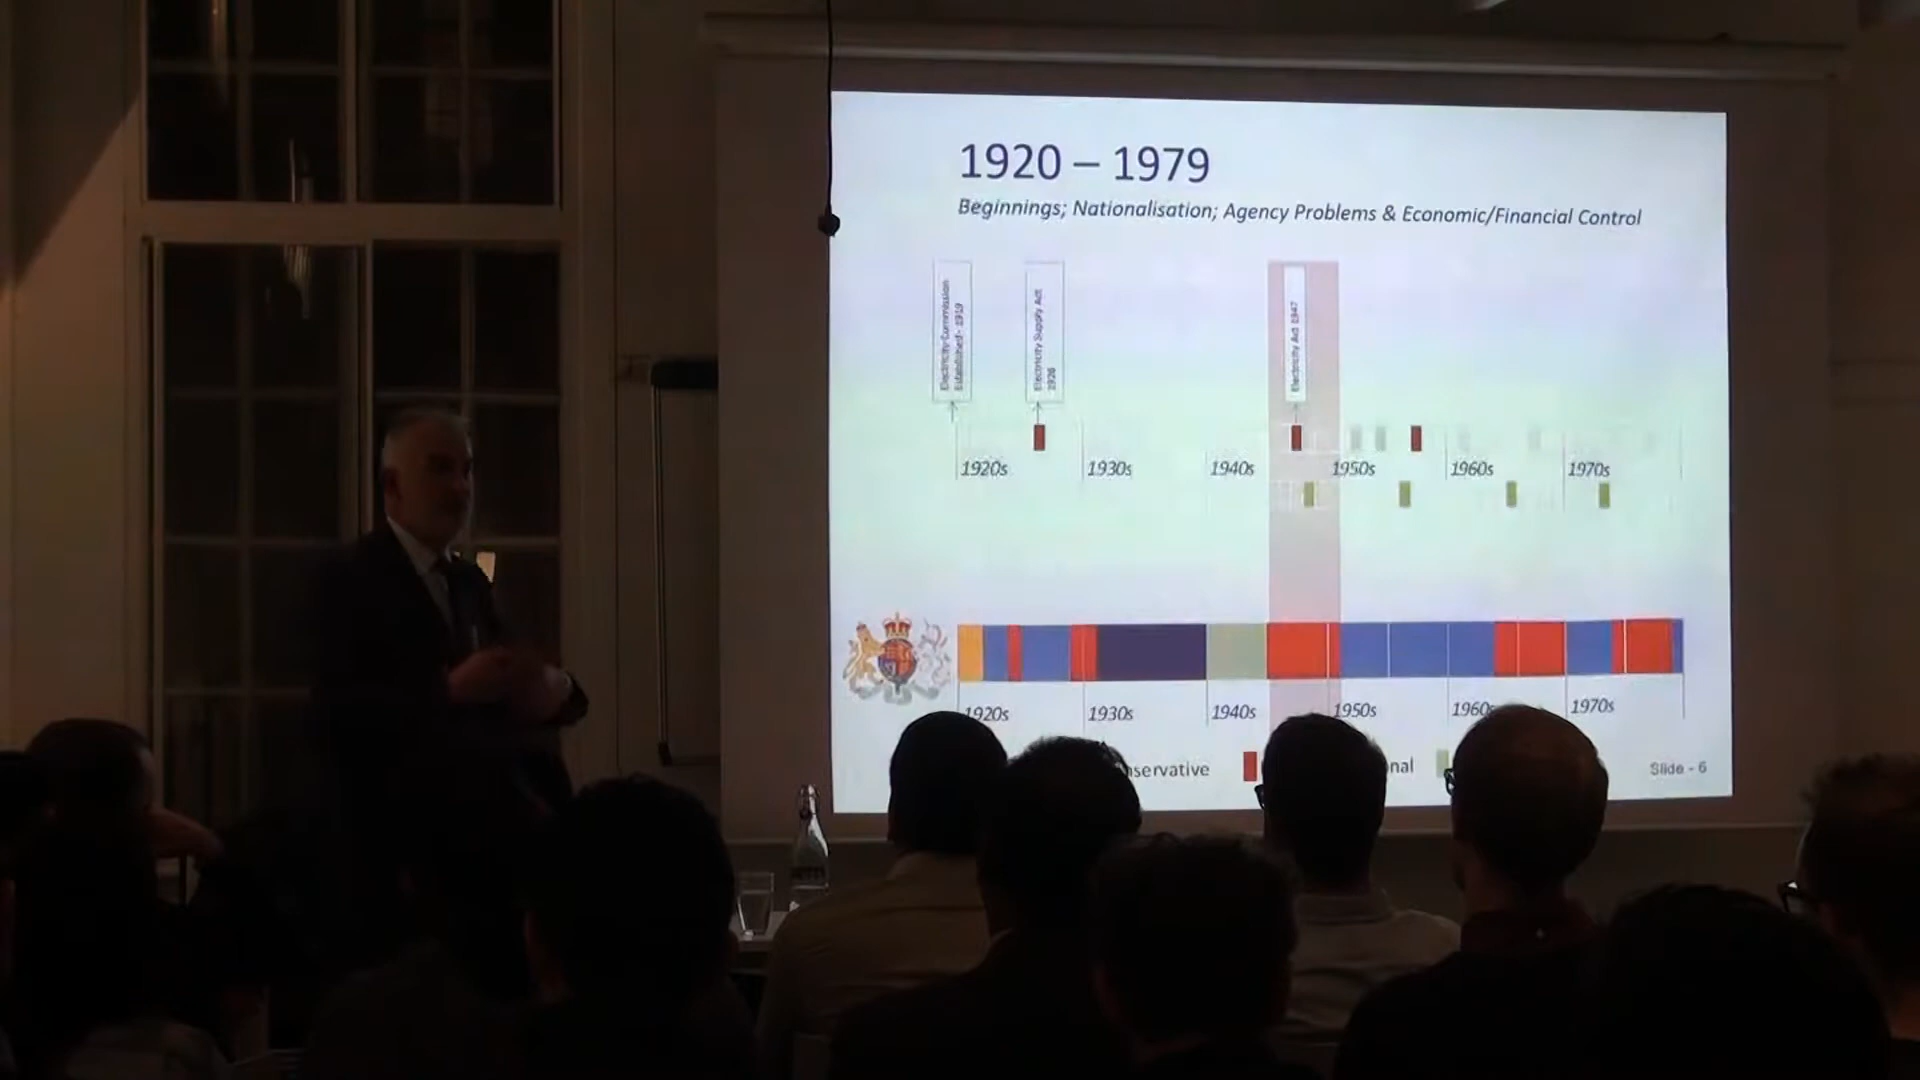 1920 – 1979
Beginnings; Nationalisation; Agency Problems & Economic/Financial Control
Electricity Commission
Established - 1919
Electricity Supply Act
1926
Electricity Act 1947
1920s 1930s 1940s 1950s 1960s 1970s
1920s 1930s 1940s 1950s 1960s 1970s
nservative
nal
Slide - 6